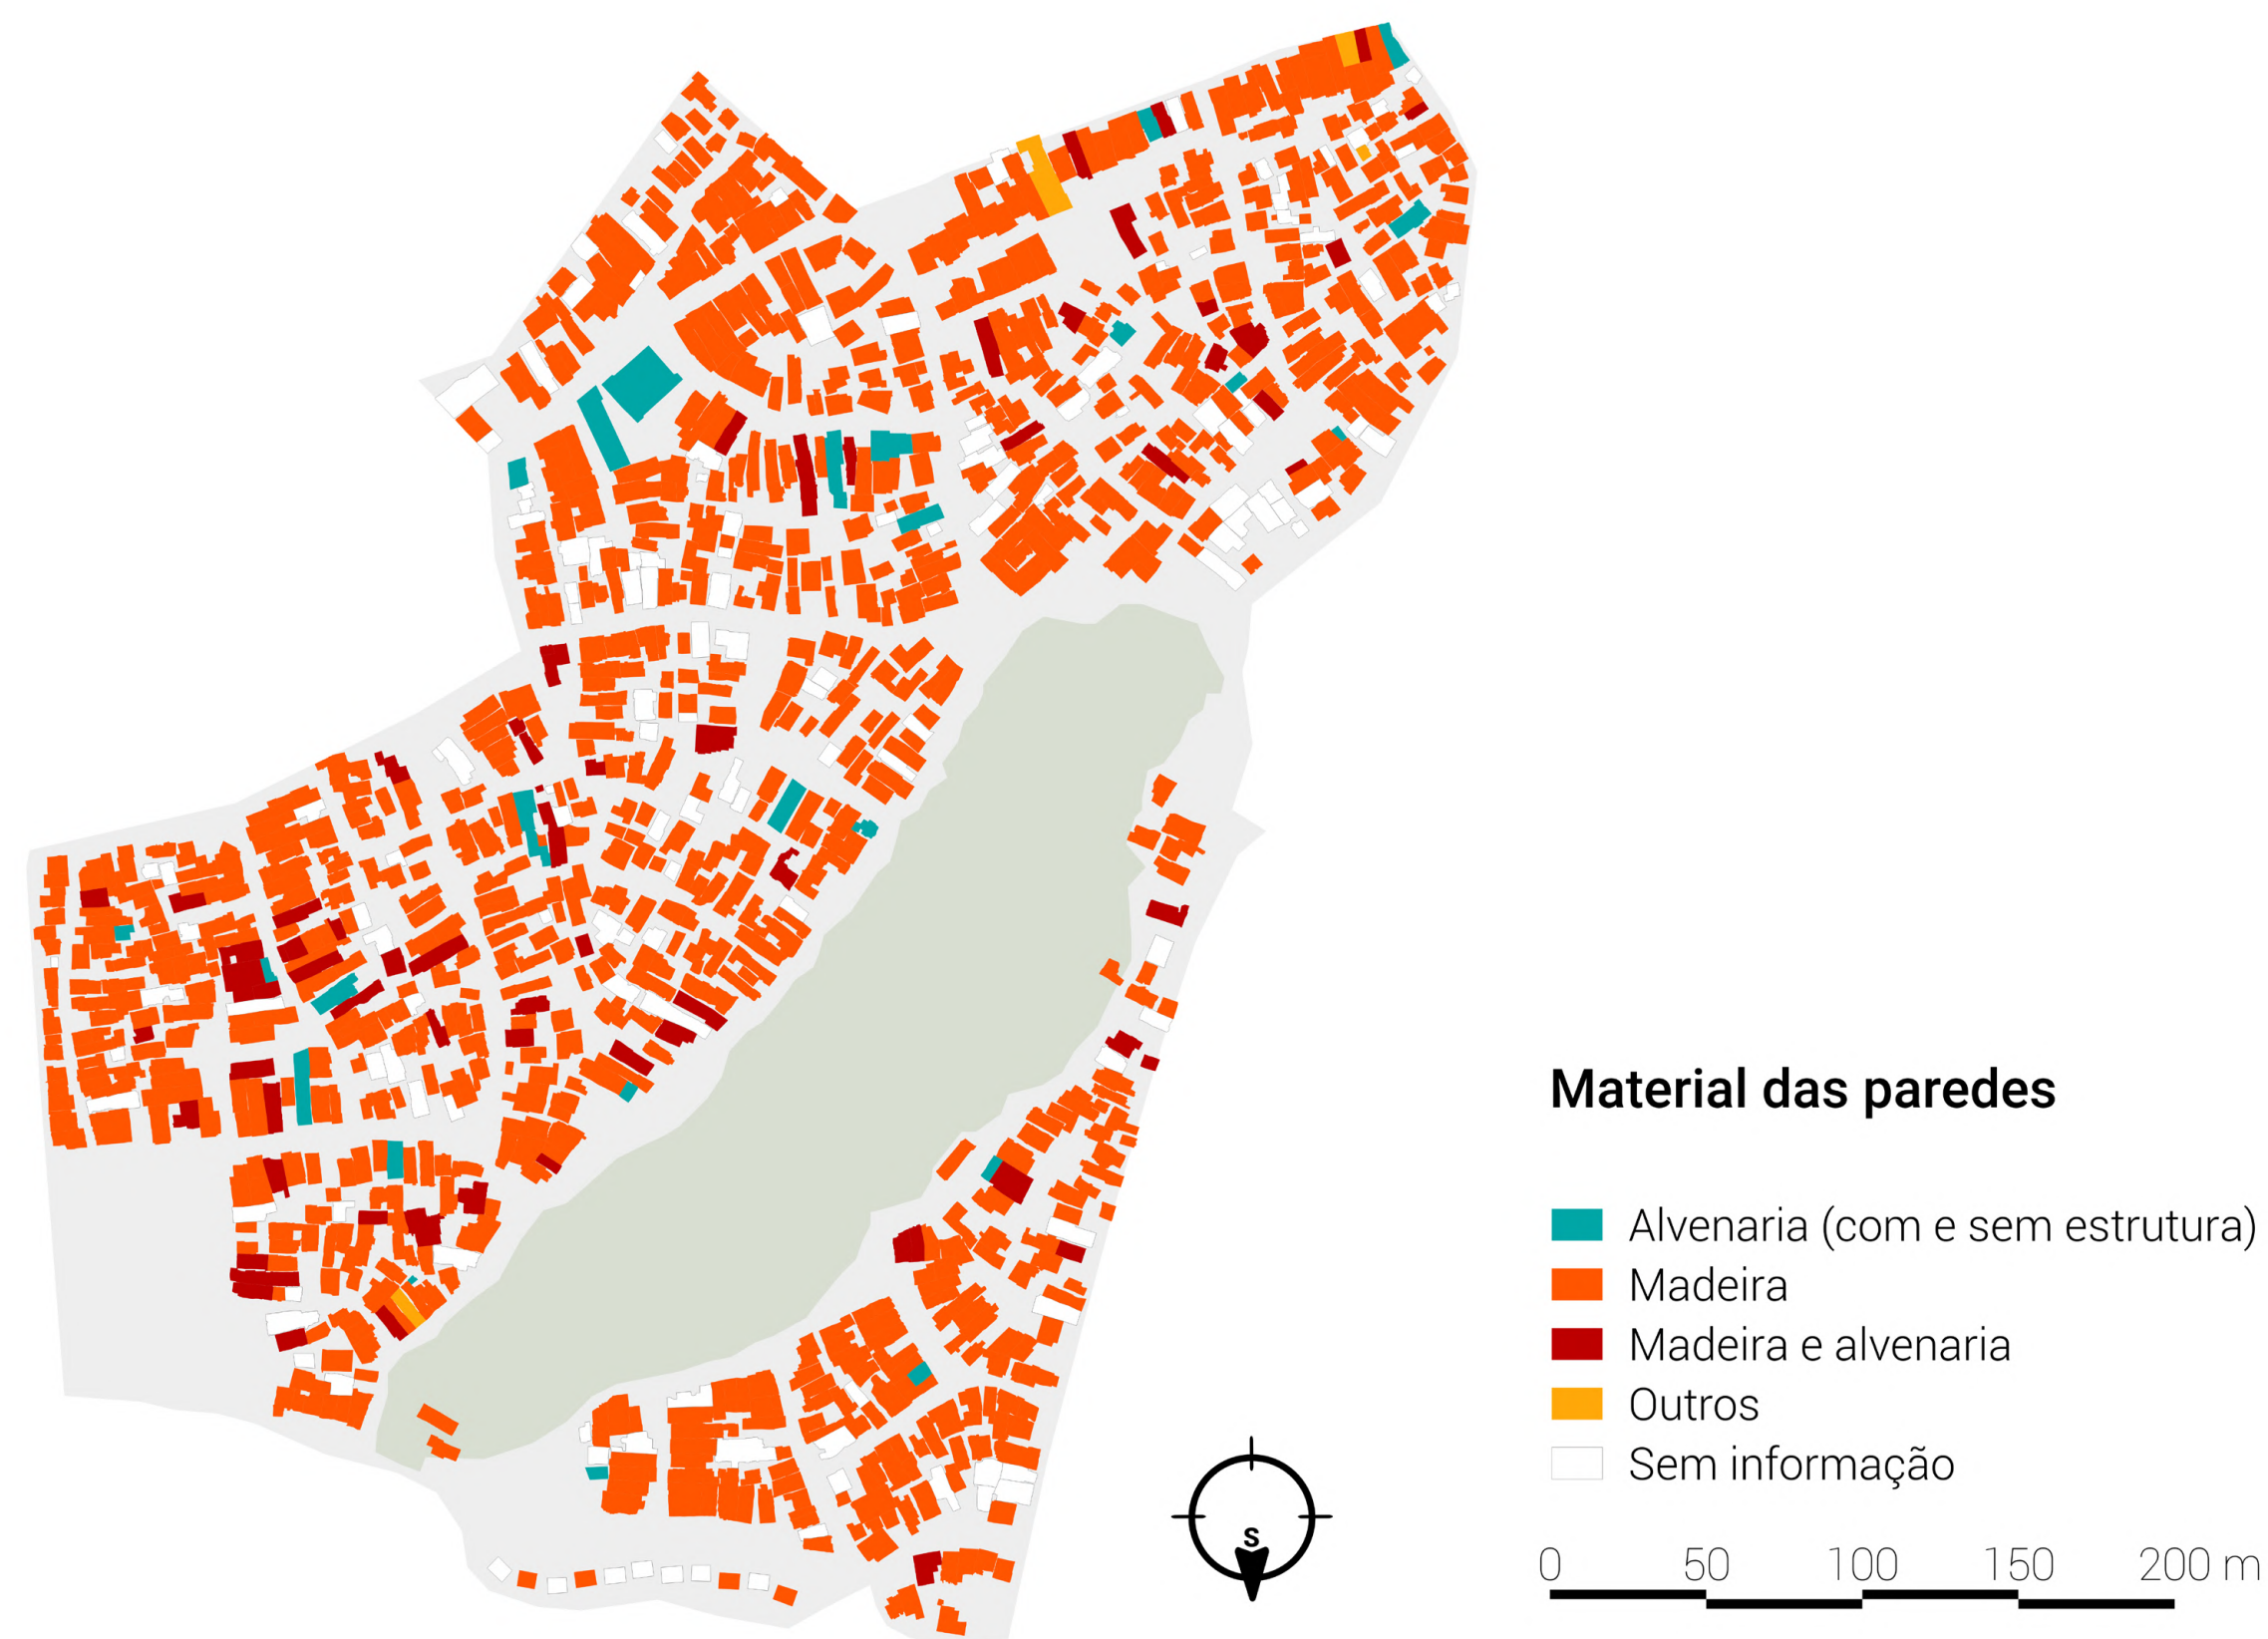 Material das paredes
Alvenaria (com e sem estrutura)
Madeira
Madeira e alvenaria
Outros
Sem informação
S
0 50 100 150 200 m